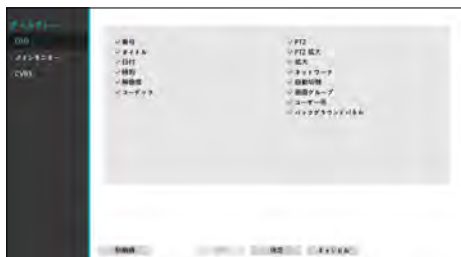 ディスプレー
OSD
メインモニター
CVBS
番号
タイトル
日付
時刻
解像度
コーデック
PTZ
PTZ 拡大
拡大
ネットワーク
自動切替
画面グループ
ユーザー名
バックグラウンドパネル
初期値
決定
キャンセル